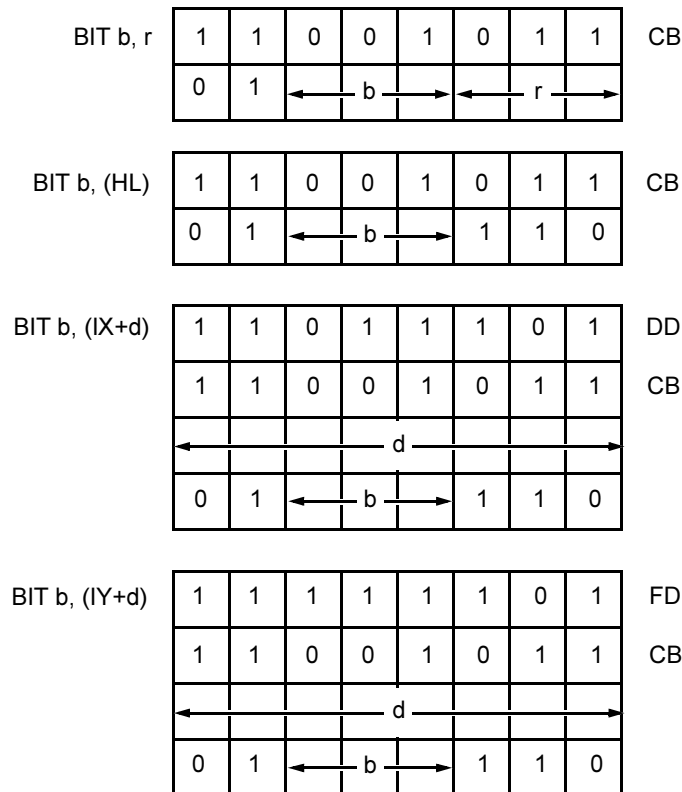 BIT b, r 1 1 0 0 1 0 1 1 CB
0 1 b r
BIT b, (HL) 1 1 0 0 1 0 1 1 CB
0 1 b 1 1 0
BIT b, (IX+d) 1 1 0 1 1 1 0 1 DD
1 1 0 0 1 0 1 1 CB
d
0 1 b 1 1 0
BIT b, (IY+d) 1 1 1 1 1 1 0 1 FD
1 1 0 0 1 0 1 1 CB
d
0 1 b 1 1 0